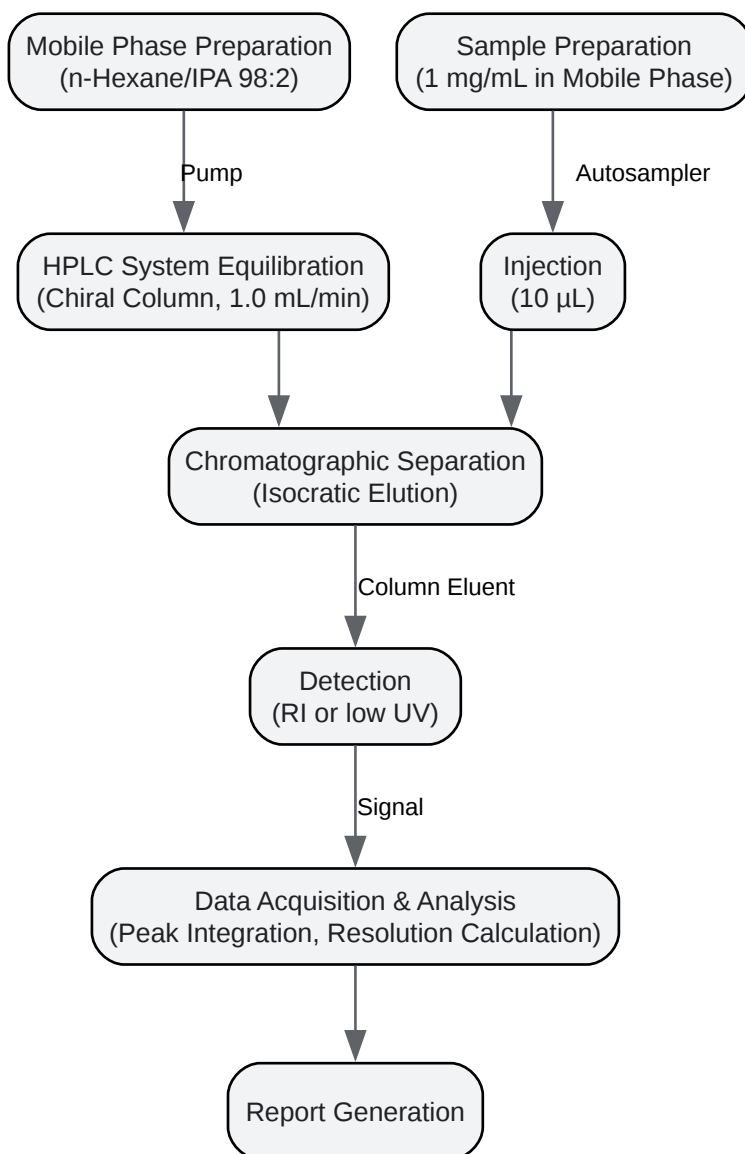 Mobile Phase Preparation
(n-Hexane/IPA 98:2)
Sample Preparation
(1 mg/mL in Mobile Phase)
Pump
Autosampler
HPLC System Equilibration
(Chiral Column, 1.0 mL/min)
Injection
(10 µL)
Chromatographic Separation
(Isocratic Elution)
Column Eluent
Detection
(RI or low UV)
Signal
Data Acquisition & Analysis
(Peak Integration, Resolution Calculation)
Report Generation